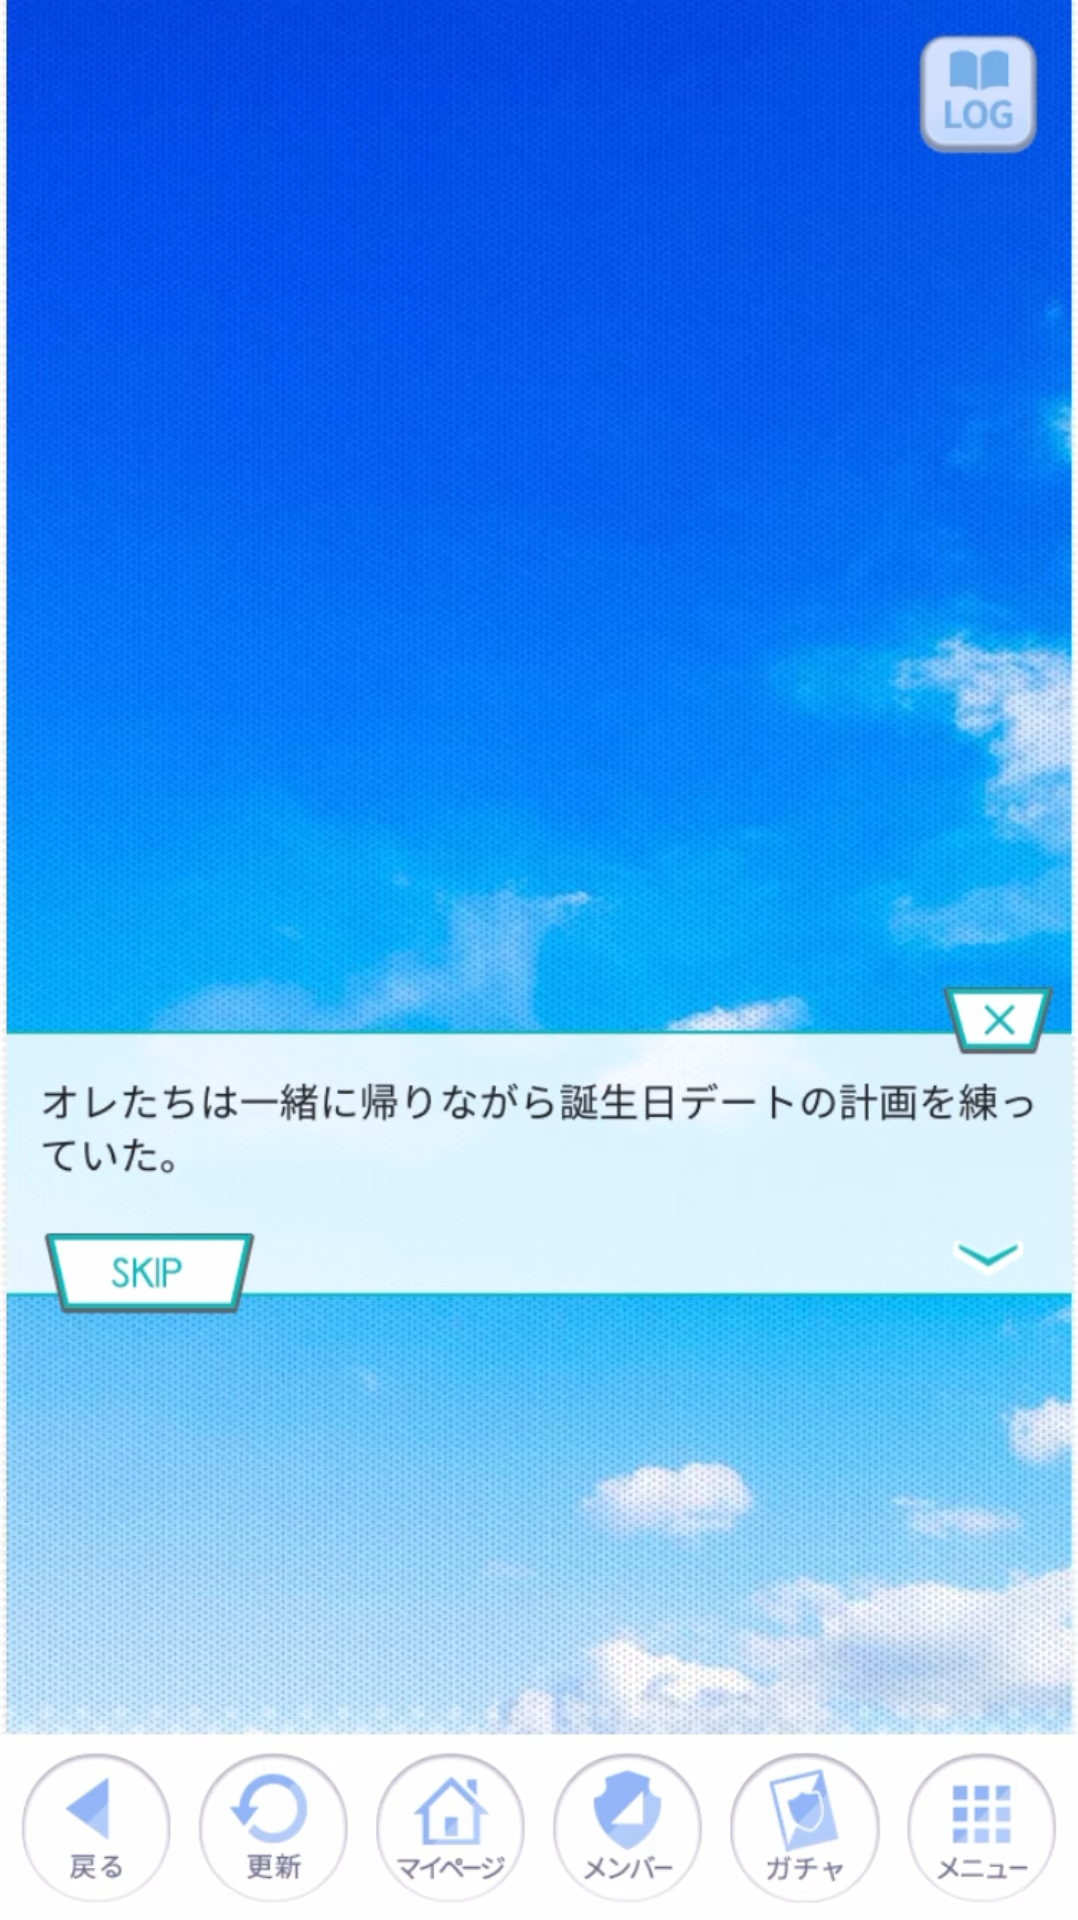 LOG
オレたちは一緒に帰りながら誕生日デートの計画を練っ
ていた。
SKIP
戻る
更新
マイページ
メンバー
ガチャ
メニュー